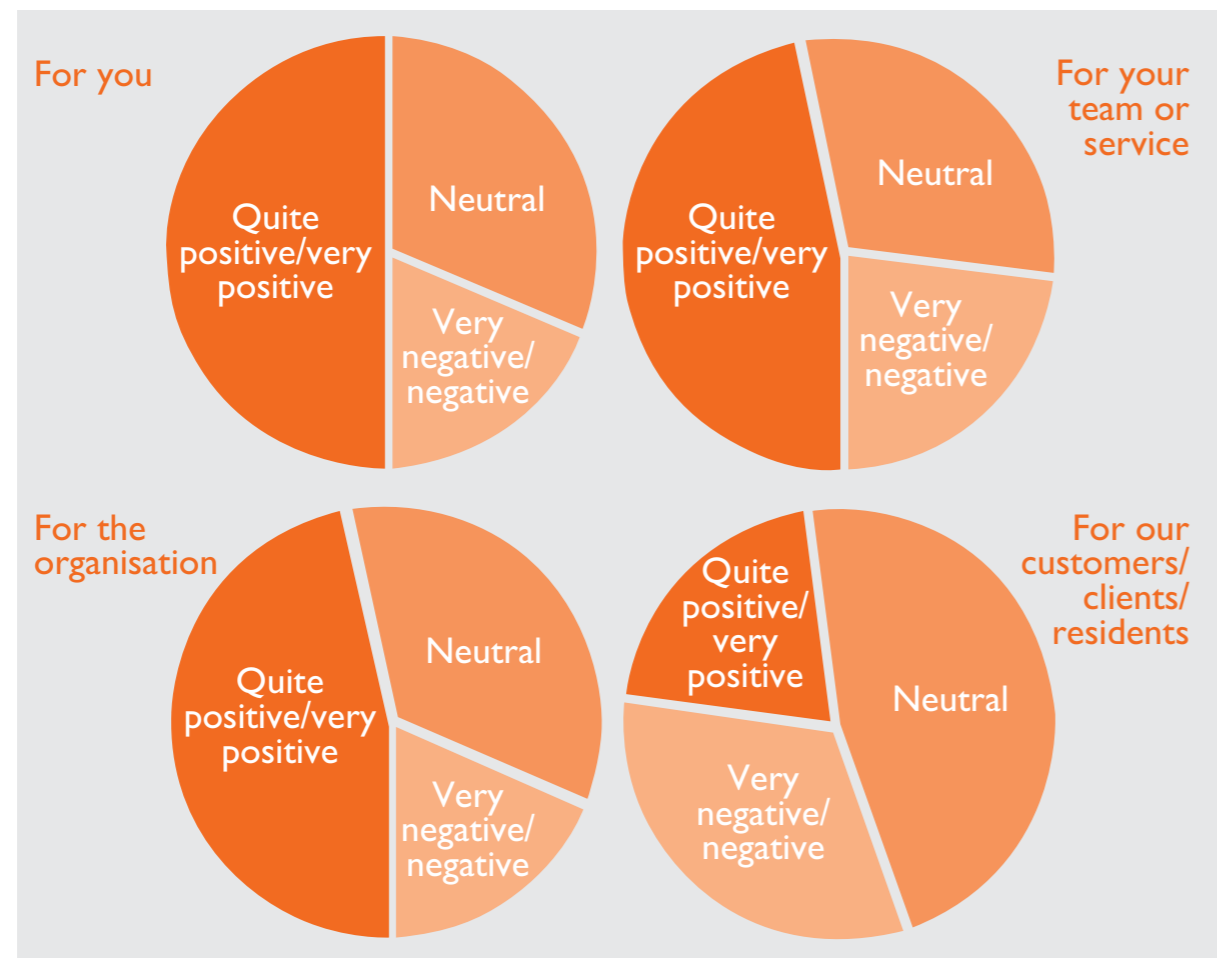 For you
Quite
positive/very
positive
Neutral
Very
negative/
negative
For your
team or
service
Quite
positive/very
positive
Neutral
Very
negative/
negative
For the
organisation
Quite
positive/very
positive
Neutral
Very
negative/
negative
For our
customers/
clients/
residents
Quite
positive/
very
positive
Neutral
Very
negative/
negative